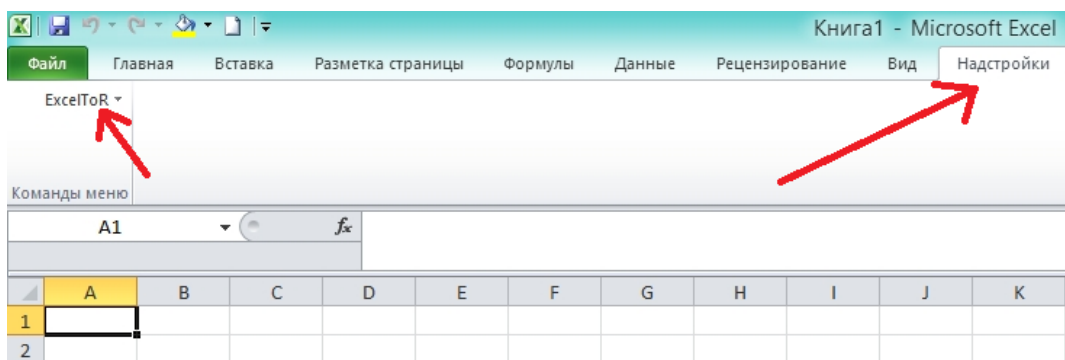 Книга1 - Microsoft Excel
Файл Главная Вставка Разметка страницы Формулы Данные Рецензирование Вид Надстройки
ExcelToR
Команды меню
A1 fx
A B C D E F G H I J K
1
2